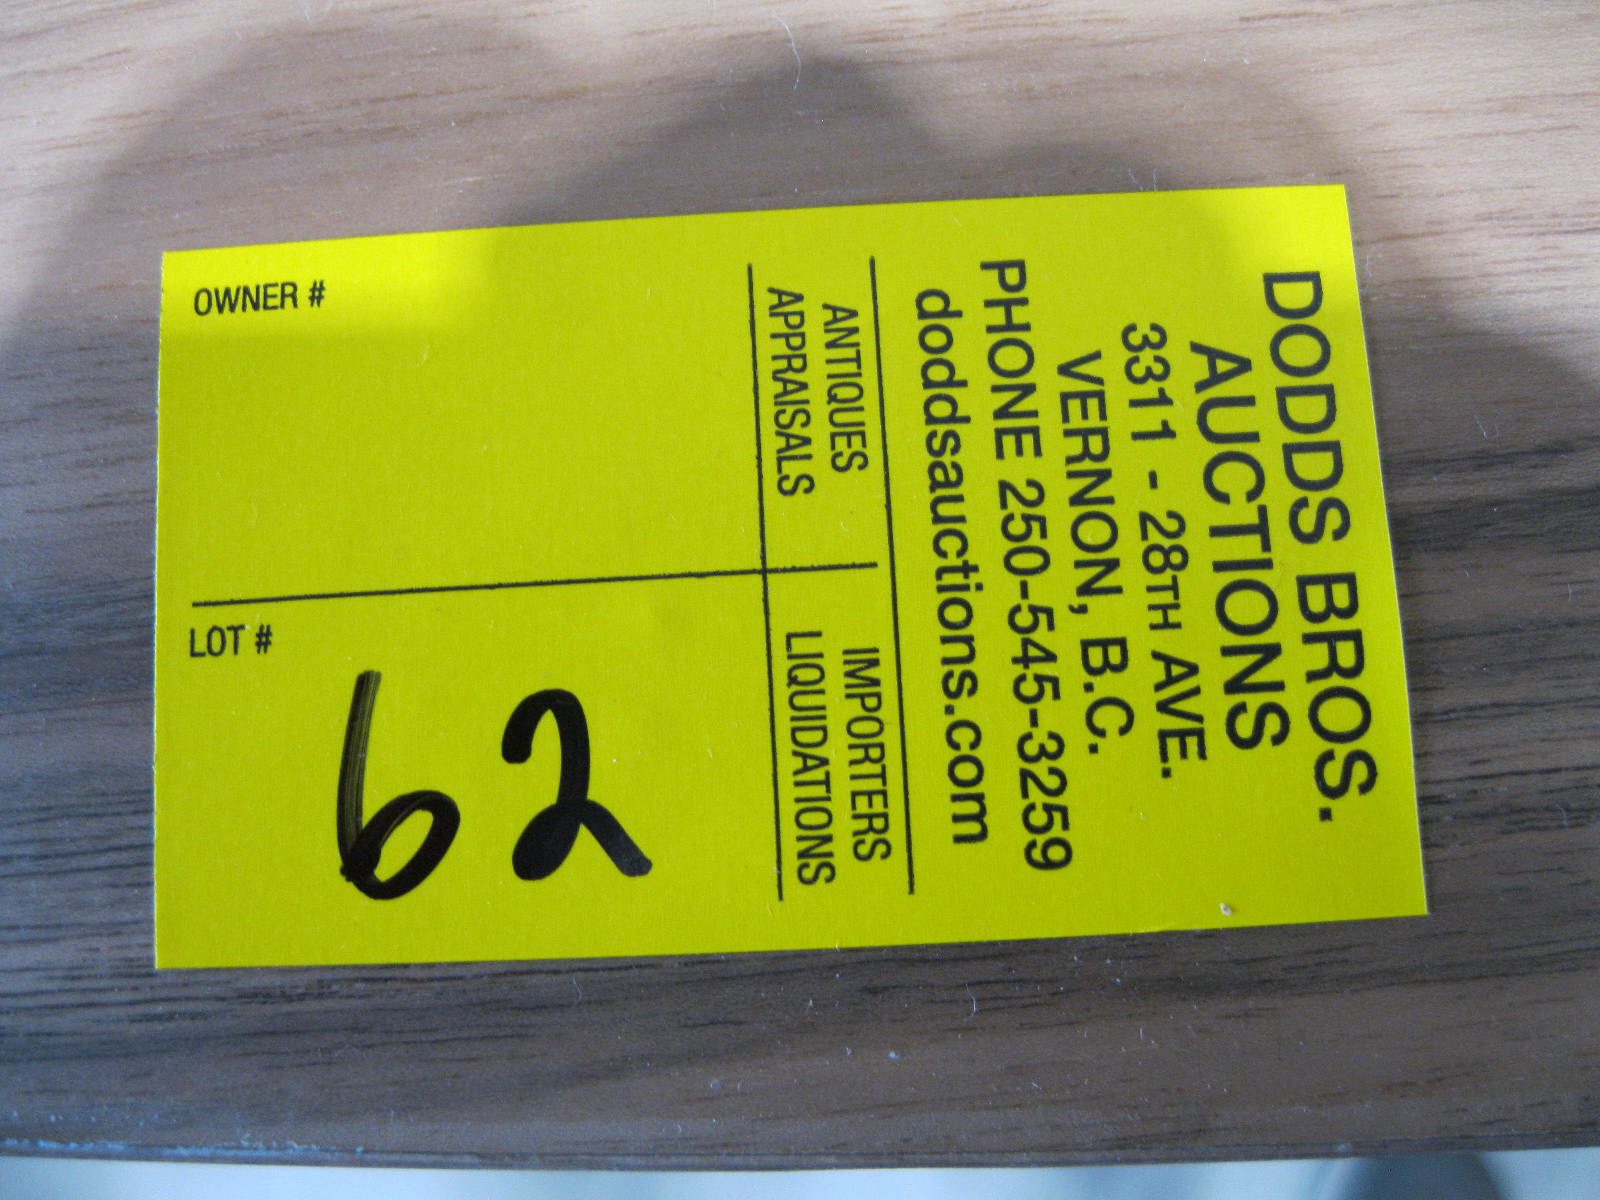 DODDS BROS.
AUCTIONS
3311 - 28TH AVE.
VERNON, B.C.
PHONE 250-545-3259
doddsauctions.com
ANTIQUES
APPRAISALS
IMPORTERS
LIQUIDATIONS
OWNER #
LOT #
62